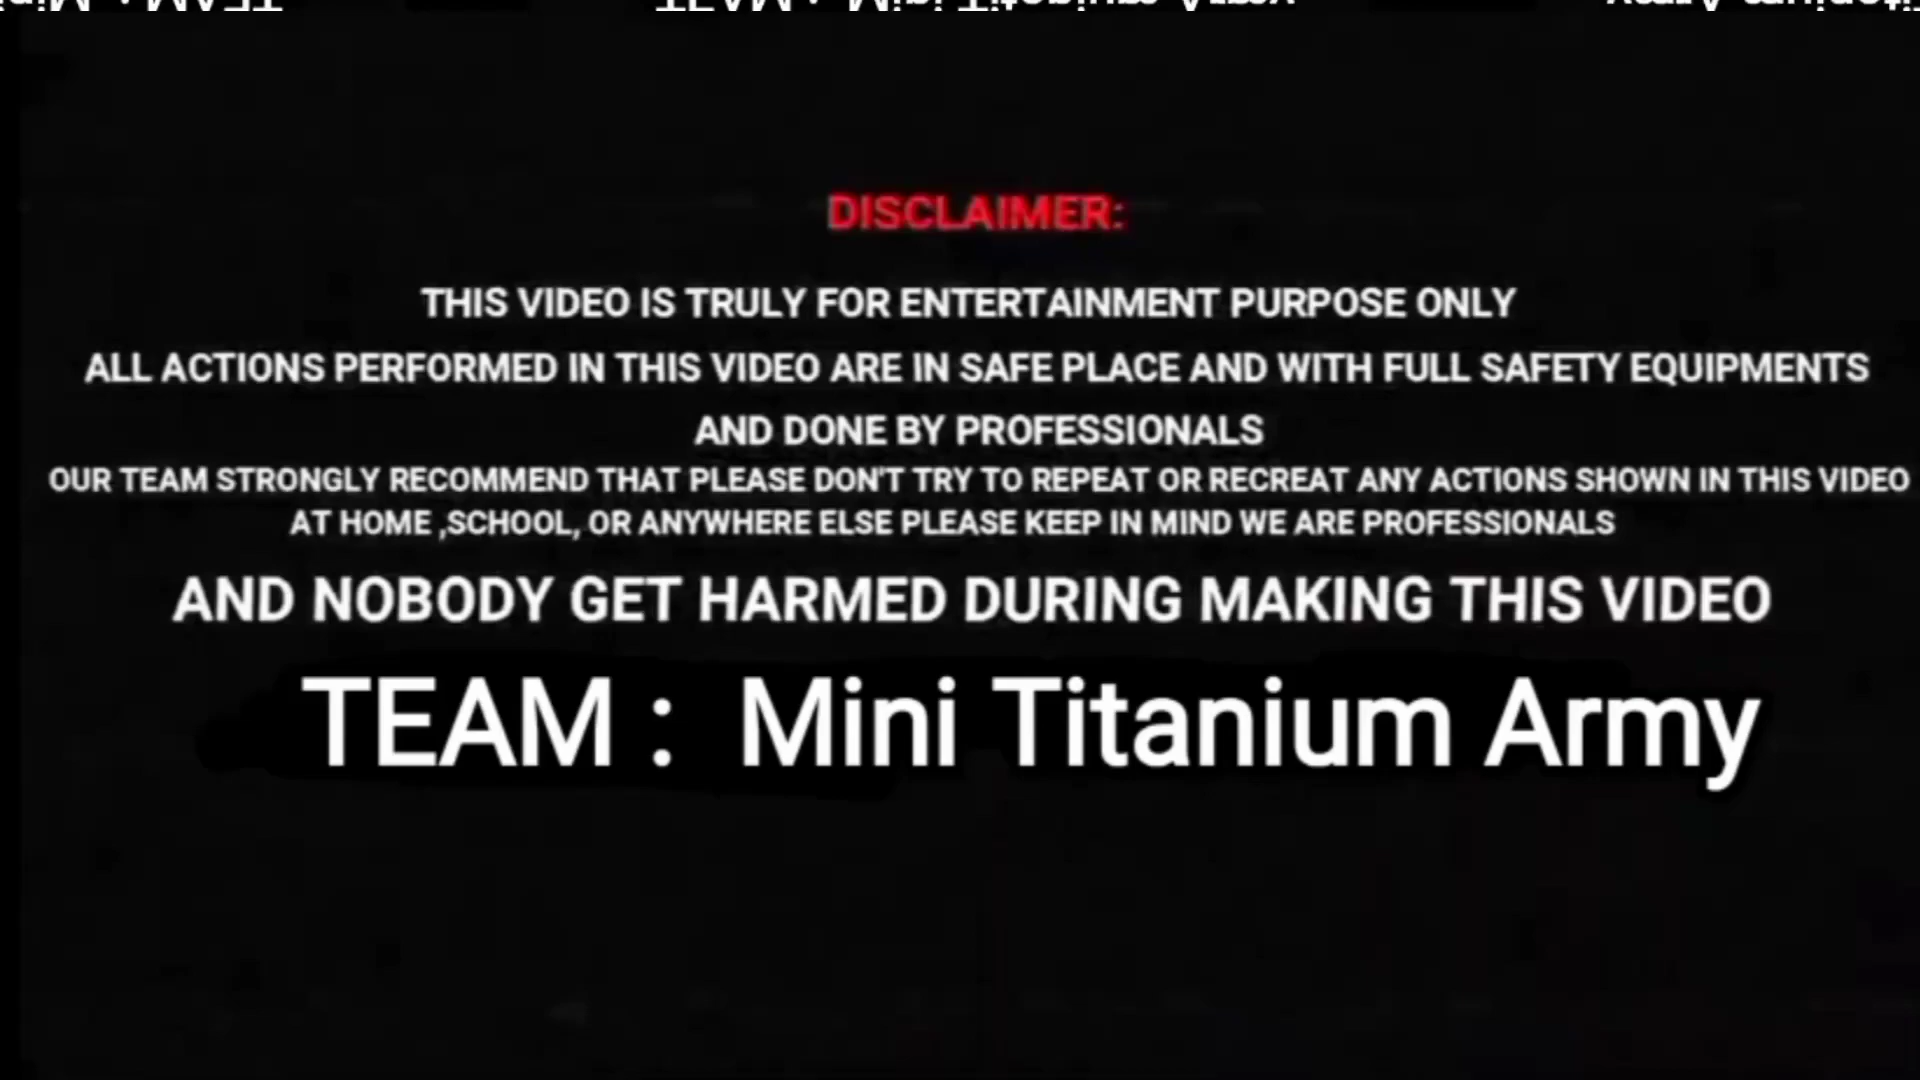 DISCLAIMER:
THIS VIDEO IS TRULY FOR ENTERTAINMENT PURPOSE ONLY
ALL ACTIONS PERFORMED IN THIS VIDEO ARE IN SAFE PLACE AND WITH FULL SAFETY EQUIPMENTS
AND DONE BY PROFESSIONALS
OUR TEAM STRONGLY RECOMMEND THAT PLEASE DON'T TRY TO REPEAT OR RECREAT ANY ACTIONS SHOWN IN THIS VIDEO
AT HOME ,SCHOOL, OR ANYWHERE ELSE PLEASE KEEP IN MIND WE ARE PROFESSIONALS
AND NOBODY GET HARMED DURING MAKING THIS VIDEO
TEAM : Mini Titanium Army